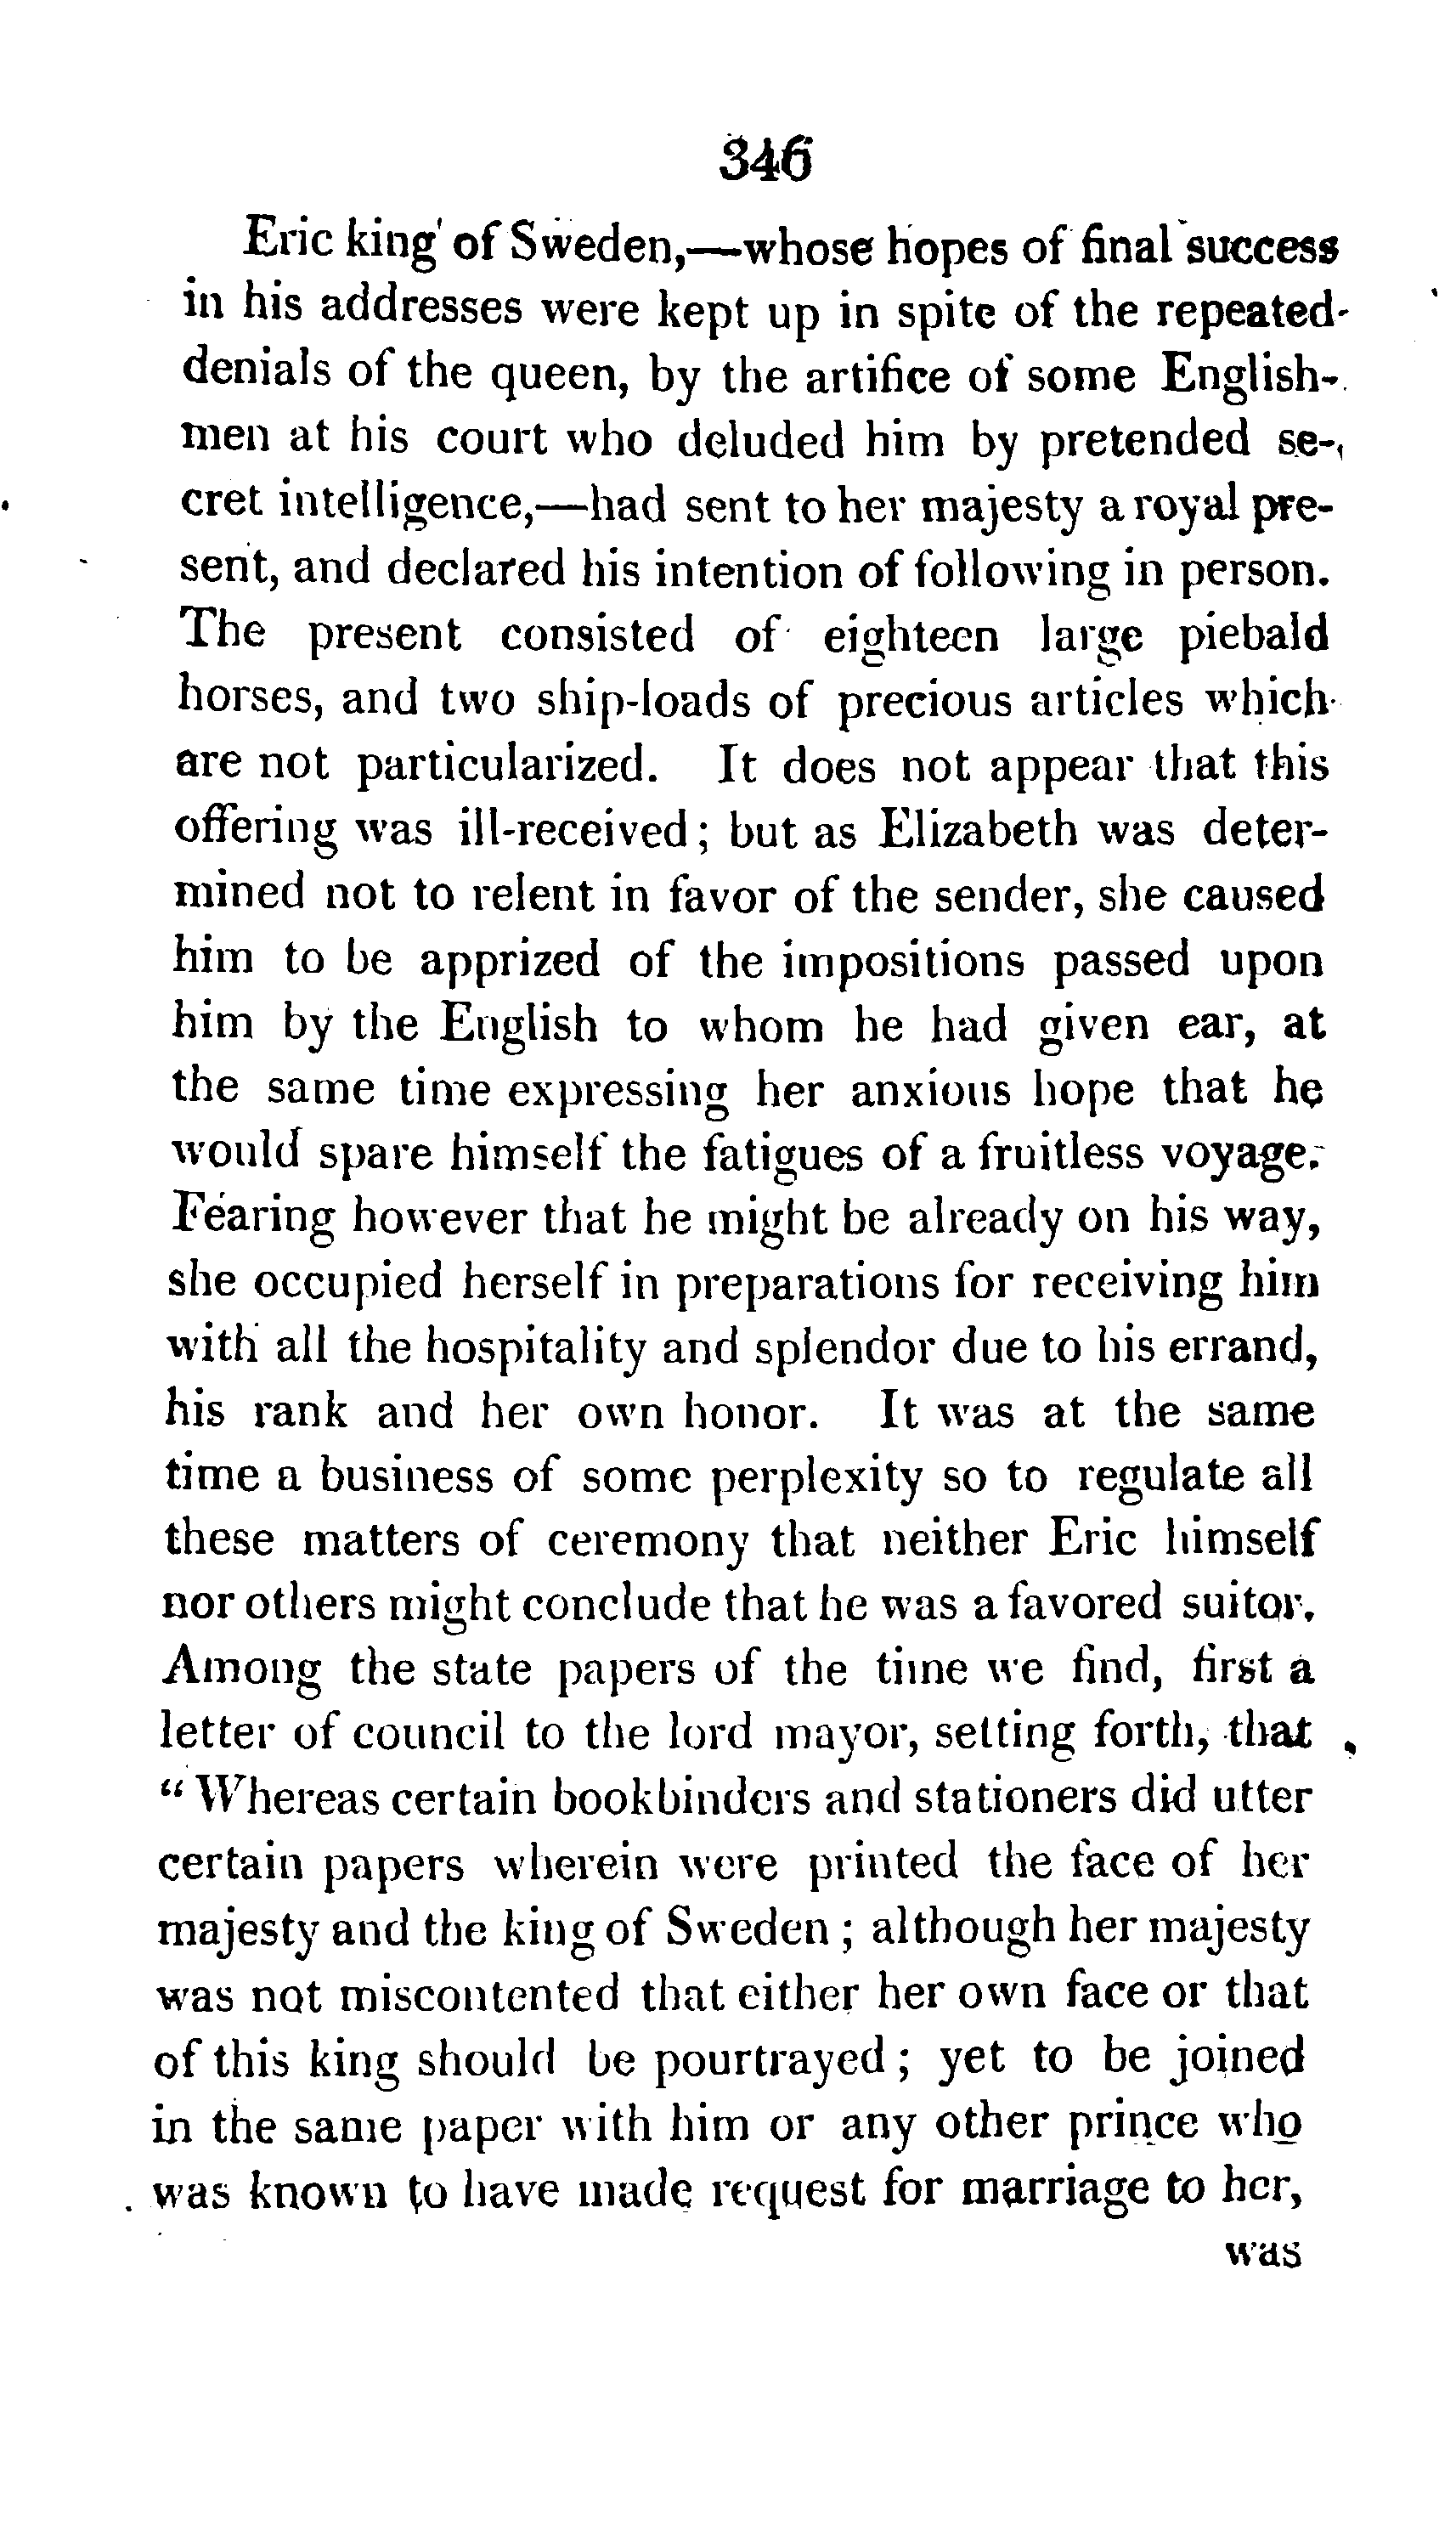 346
Eric king of Sweden,—whose hopes of final success
in his addresses were kept up in spite of the repeated
denials of the queen, by the artifice of some English-
men at his court who deluded him by pretended se-
cret intelligence,—had sent to her majesty a royal pre-
sent, and declared his intention of following in person.
The present consisted of eighteen large piebald
horses, and two ship-loads of precious articles which
are not particularized. It does not appear that this
offering was ill-received; but as Elizabeth was deter-
mined not to relent in favor of the sender, she caused
him to be apprized of the impositions passed upon
him by the English to whom he had given ear, at
the same time expressing her anxious hope that he
would spare himself the fatigues of a fruitless voyage.
Fearing however that he might be already on his way,
she occupied herself in preparations for receiving him
with all the hospitality and splendor due to his errand,
his rank and her own honor. It was at the same
time a business of some perplexity so to regulate all
these matters of ceremony that neither Eric himself
nor others might conclude that he was a favored suitor.
Among the state papers of the time we find, first a
letter of council to the lord mayor, setting forth, that
“Whereas certain bookbinders and stationers did utter
certain papers wherein were printed the face of her
majesty and the king of Sweden; although her majesty
was not miscontented that either her own face or that
of this king should be pourtrayed; yet to be joined
in the same paper with him or any other prince who
was known to have made request for marriage to her,
was